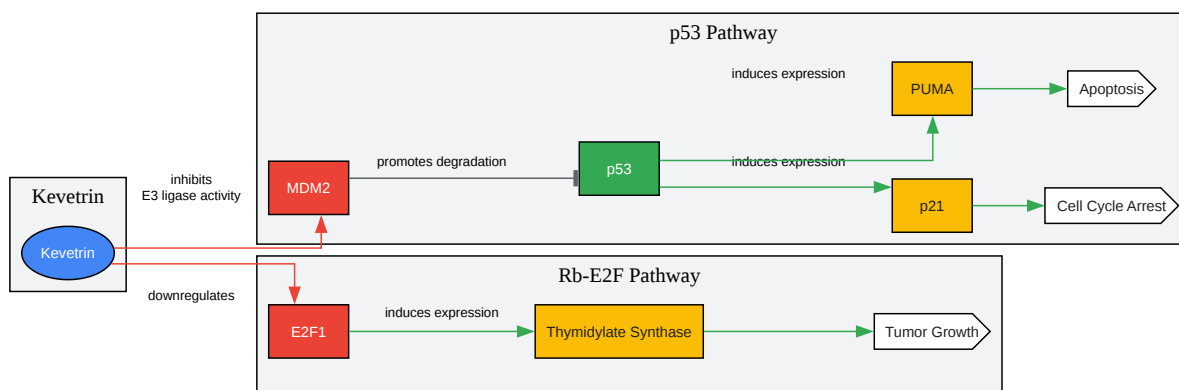 p53 Pathway
induces expression
PUMA
Apoptosis
promotes degradation
p53
induces expression
MDM2
inhibits
E3 ligase activity
p21
Cell Cycle Arrest
Kevetrin
Kevetrin
Rb-E2F Pathway
downregulates
induces expression
E2F1
Thymidylate Synthase
Tumor Growth